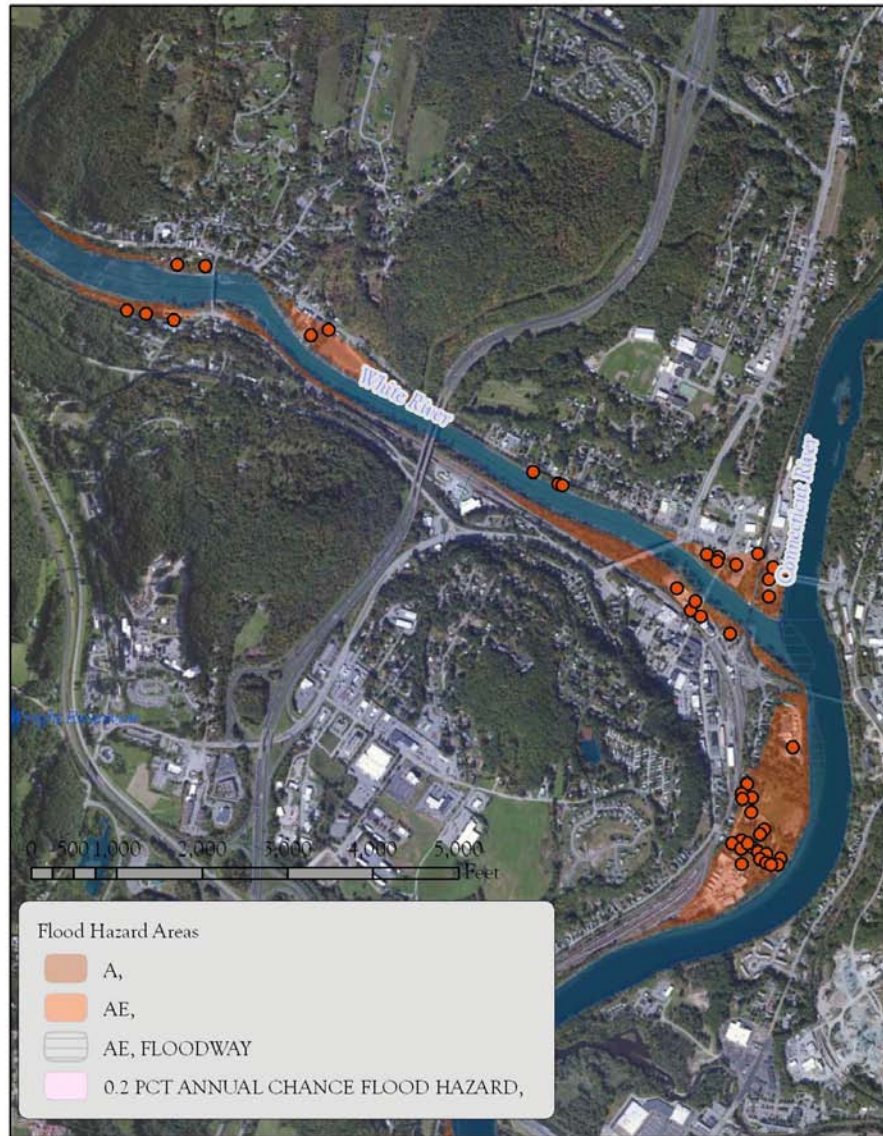 White River
Connecticut River
0 500 1,000 2,000 3,000 4,000 5,000
Feet
Flood Hazard Areas
A,
AE,
AE, FLOODWAY
0.2 PCT ANNUAL CHANCE FLOOD HAZARD,